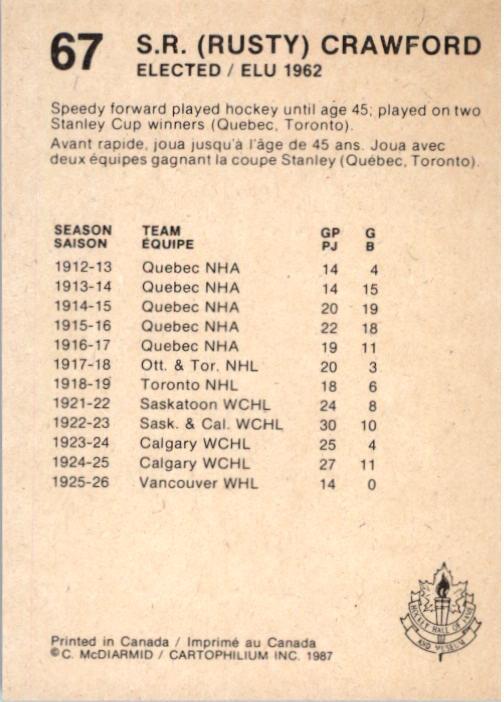 67 S.R. (RUSTY) CRAWFORD
ELECTED / ELU 1962
Speedy forward played hockey until age 45; played on two
Stanley Cup winners (Quebec, Toronto).
Avant rapide, joua jusqu'à l'âge de 45 ans. Joua avec
deux équipes gagnant la coupe Stanley (Québec, Toronto).
SEASON TEAM GP G
SAISON ÉQUIPE PJ B
1912-13 Quebec NHA 14 4
1913-14 Quebec NHA 14 15
1914-15 Quebec NHA 20 19
1915-16 Quebec NHA 22 18
1916-17 Quebec NHA 19 11
1917-18 Ott. & Tor. NHL 20 3
1918-19 Toronto NHL 18 6
1921-22 Saskatoon WCHL 24 8
1922-23 Sask. & Cal. WCHL 30 10
1923-24 Calgary WCHL 25 4
1924-25 Calgary WCHL 27 11
1925-26 Vancouver WHL 14 0
HOCKEY HALL OF FAME
AND MUSEUM
Printed in Canada / Imprimé au Canada
©C. McDIARMID / CARTOPHILIUM INC. 1987